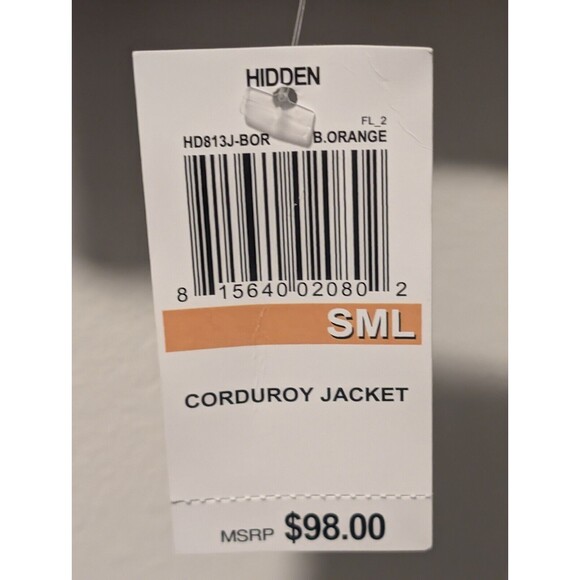 HIDDEN
FL_2
HD813J-BOR B.ORANGE
8 15640 02080 2
SML
CORDUROY JACKET
MSRP $98.00